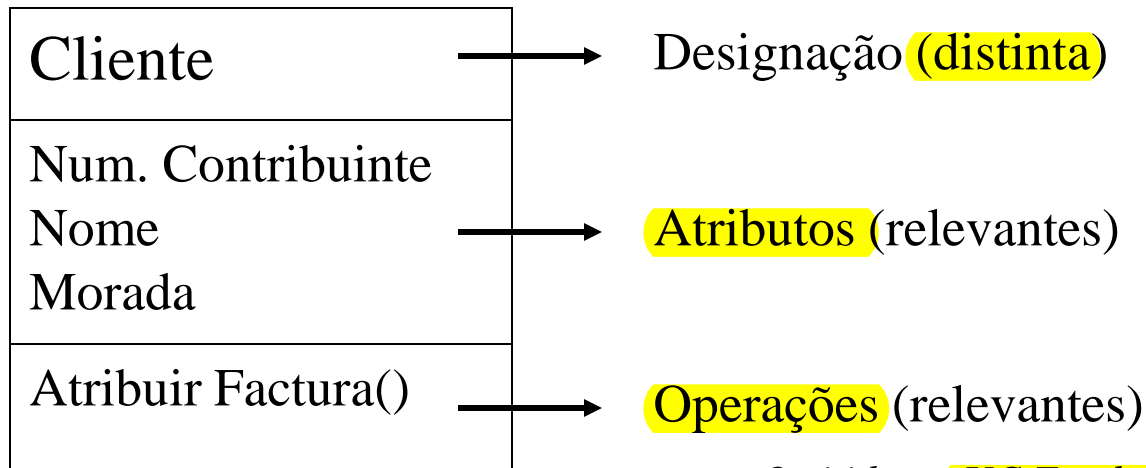 Cliente
Designação (distinta)
Num. Contribuinte
Nome
Morada
Atributos (relevantes)
Atribuir Factura()
Operações (relevantes)